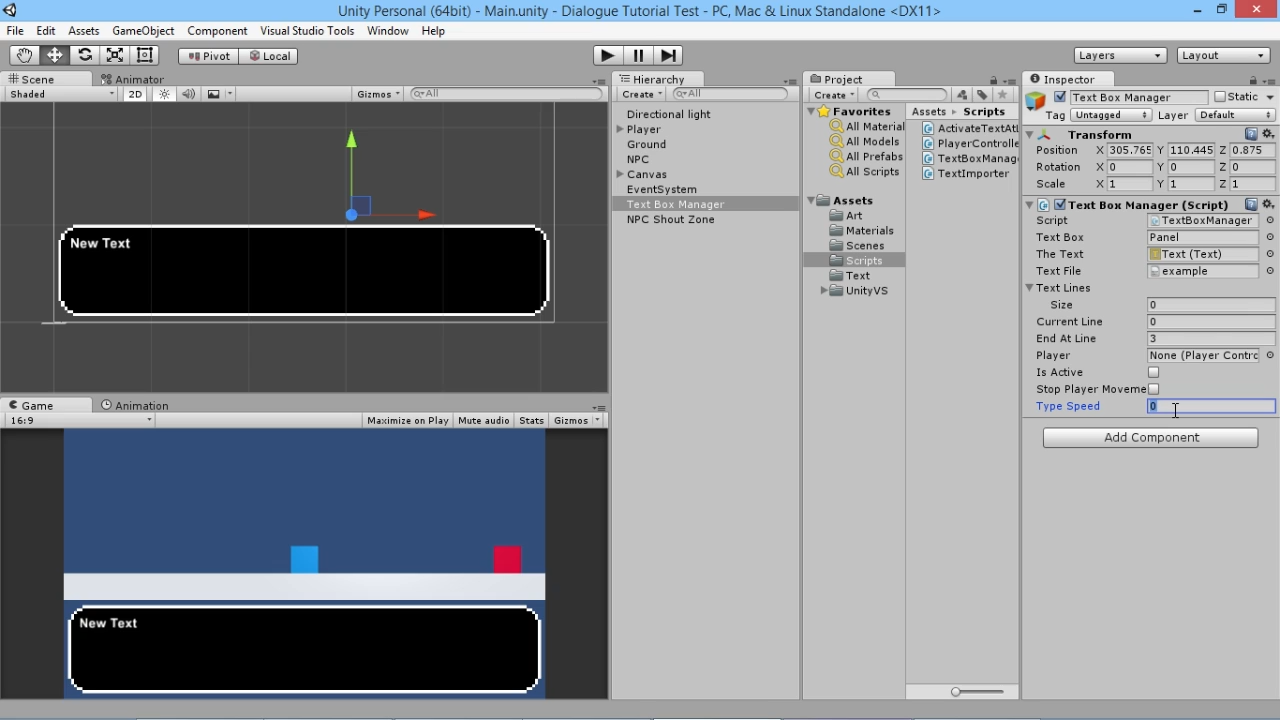 Unity Personal (64bit) - Main.unity - Dialogue Tutorial Test - PC, Mac & Linux Standalone <DX11>
File Edit Assets GameObject Component Visual Studio Tools Window Help
Pivot Local Layers Layout
Scene Animator
Shaded 2D Gizmos All
New Text
Game Animation
16:9 Maximize on Play Mute audio Stats Gizmos
New Text
Hierarchy
Create All
Directional light
Player
Ground
NPC
Canvas
EventSystem
Text Box Manager
NPC Shout Zone
Project
Create
Favorites
All Material
All Models
All Prefabs
All Scripts
Assets
Art
Materials
Scenes
Scripts
Text
UnityVS
Assets Scripts
ActivateTextAtL
PlayerControlle
TextBoxManag
TextImporter
Inspector
Text Box Manager Static
Tag Untagged Layer Default
Transform
Position X 305.765 Y 110.445 Z 0.875
Rotation X 0 Y 0 Z 0
Scale X 1 Y 1 Z 1
Text Box Manager (Script)
Script TextBoxManager
Text Box Panel
The Text Text (Text)
Text File example
Text Lines
Size 0
Current Line 0
End At Line 3
Player None (Player Contro
Is Active
Stop Player Moveme
Type Speed 0
Add Component